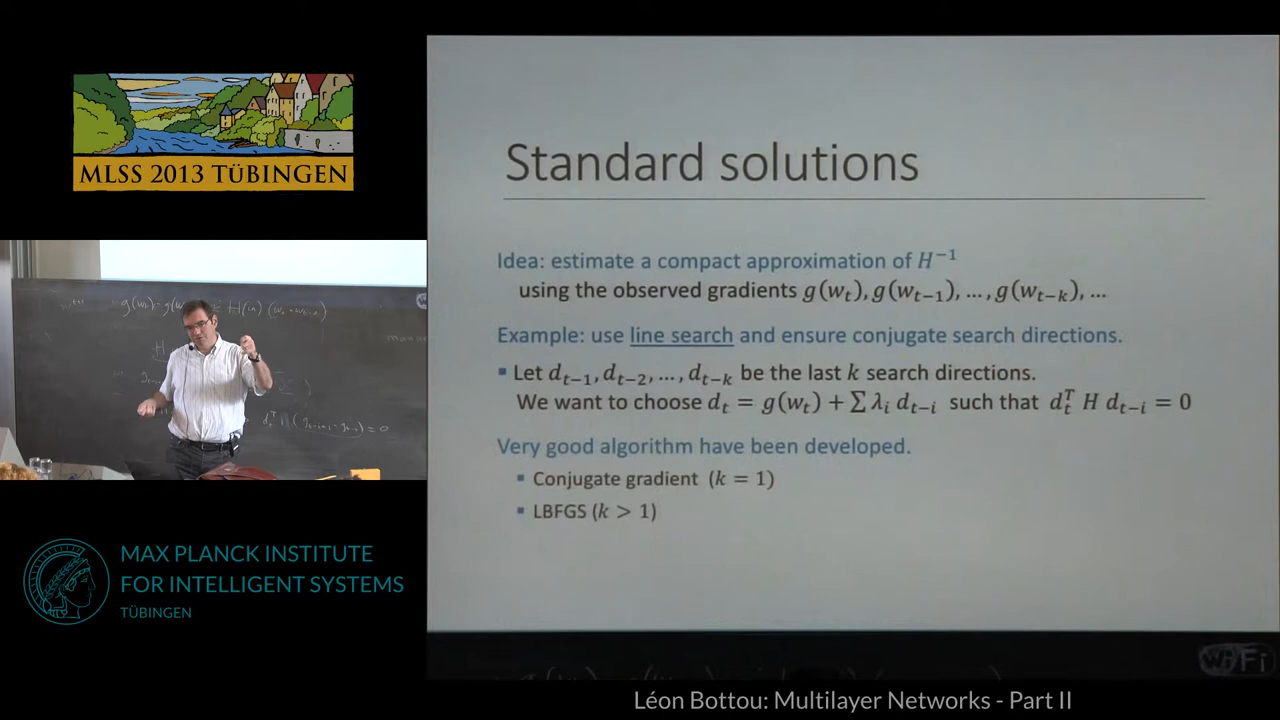 MLSS 2013 TÜBINGEN
Standard solutions
Idea: estimate a compact approximation of H⁻¹
using the observed gradients g(wₜ), g(wₜ₋₁), …, g(wₜ₋ₖ), …
Example: use line search and ensure conjugate search directions.
▪ Let dₜ₋₁, dₜ₋₂, …, dₜ₋ₖ be the last k search directions.
We want to choose dₜ = g(wₜ) + Σ λᵢ dₜ₋ᵢ such that dₜᵀ H dₜ₋ᵢ = 0
Very good algorithm have been developed.
▪ Conjugate gradient (k = 1)
▪ LBFGS (k > 1)
MAX PLANCK INSTITUTE
FOR INTELLIGENT SYSTEMS
TÜBINGEN
WiFi
Léon Bottou: Multilayer Networks - Part II